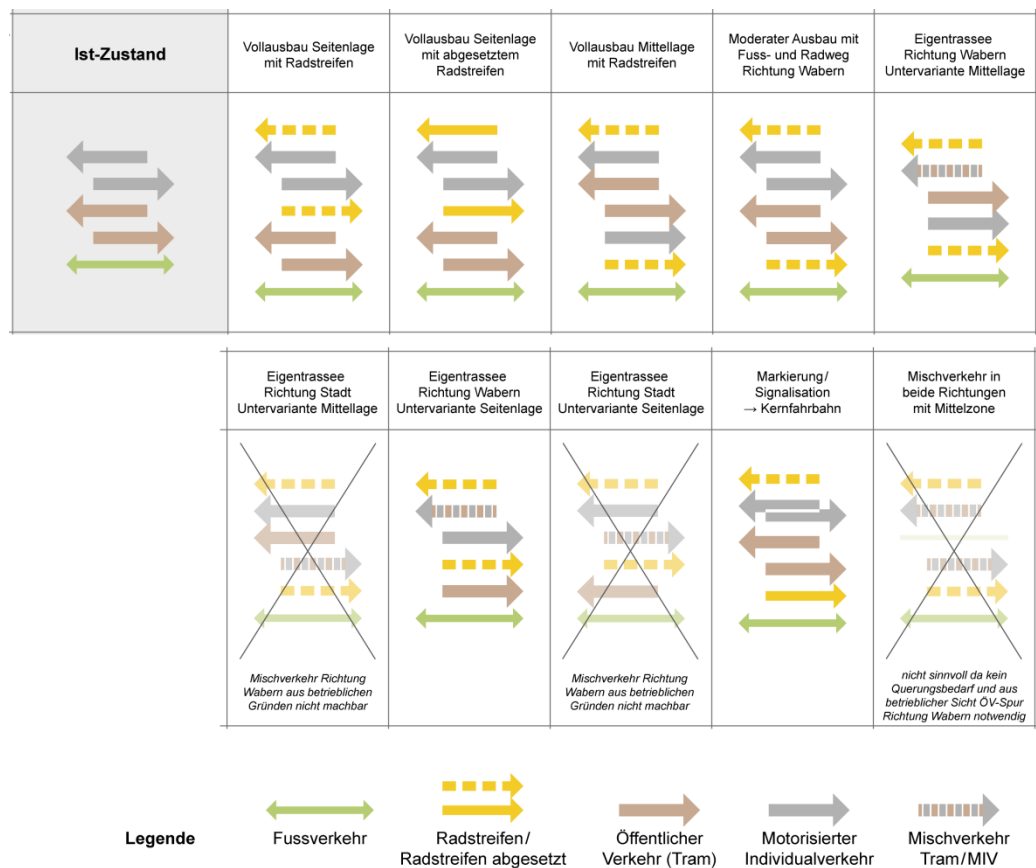 Ist-Zustand
Vollausbau Seitenlage
mit Radstreifen
Vollausbau Seitenlage
mit abgesetztem
Radstreifen
Vollausbau Mittellage
mit Radstreifen
Moderater Ausbau mit
Fuss- und Radweg
Richtung Wabern
Eigentrassee
Richtung Wabern
Untervariante Mittellage
Eigentrassee
Richtung Stadt
Untervariante Mittellage
Eigentrassee
Richtung Wabern
Untervariante Seitenlage
Eigentrassee
Richtung Stadt
Untervariante Seitenlage
Markierung/
Signalisation
→ Kernfahrbahn
Mischverkehr in
beide Richtungen
mit Mittelzone
Mischverkehr Richtung
Wabern aus betrieblichen
Gründen nicht machbar
Mischverkehr Richtung
Wabern aus betrieblichen
Gründen nicht machbar
nicht sinnvoll da kein
Querungsbedarf und aus
betrieblicher Sicht ÖV-Spur
Richtung Wabern notwendig
Legende
Fussverkehr
Radstreifen/
Radstreifen abgesetzt
Öffentlicher
Verkehr (Tram)
Motorisierter
Individualverkehr
Mischverkehr
Tram/MIV